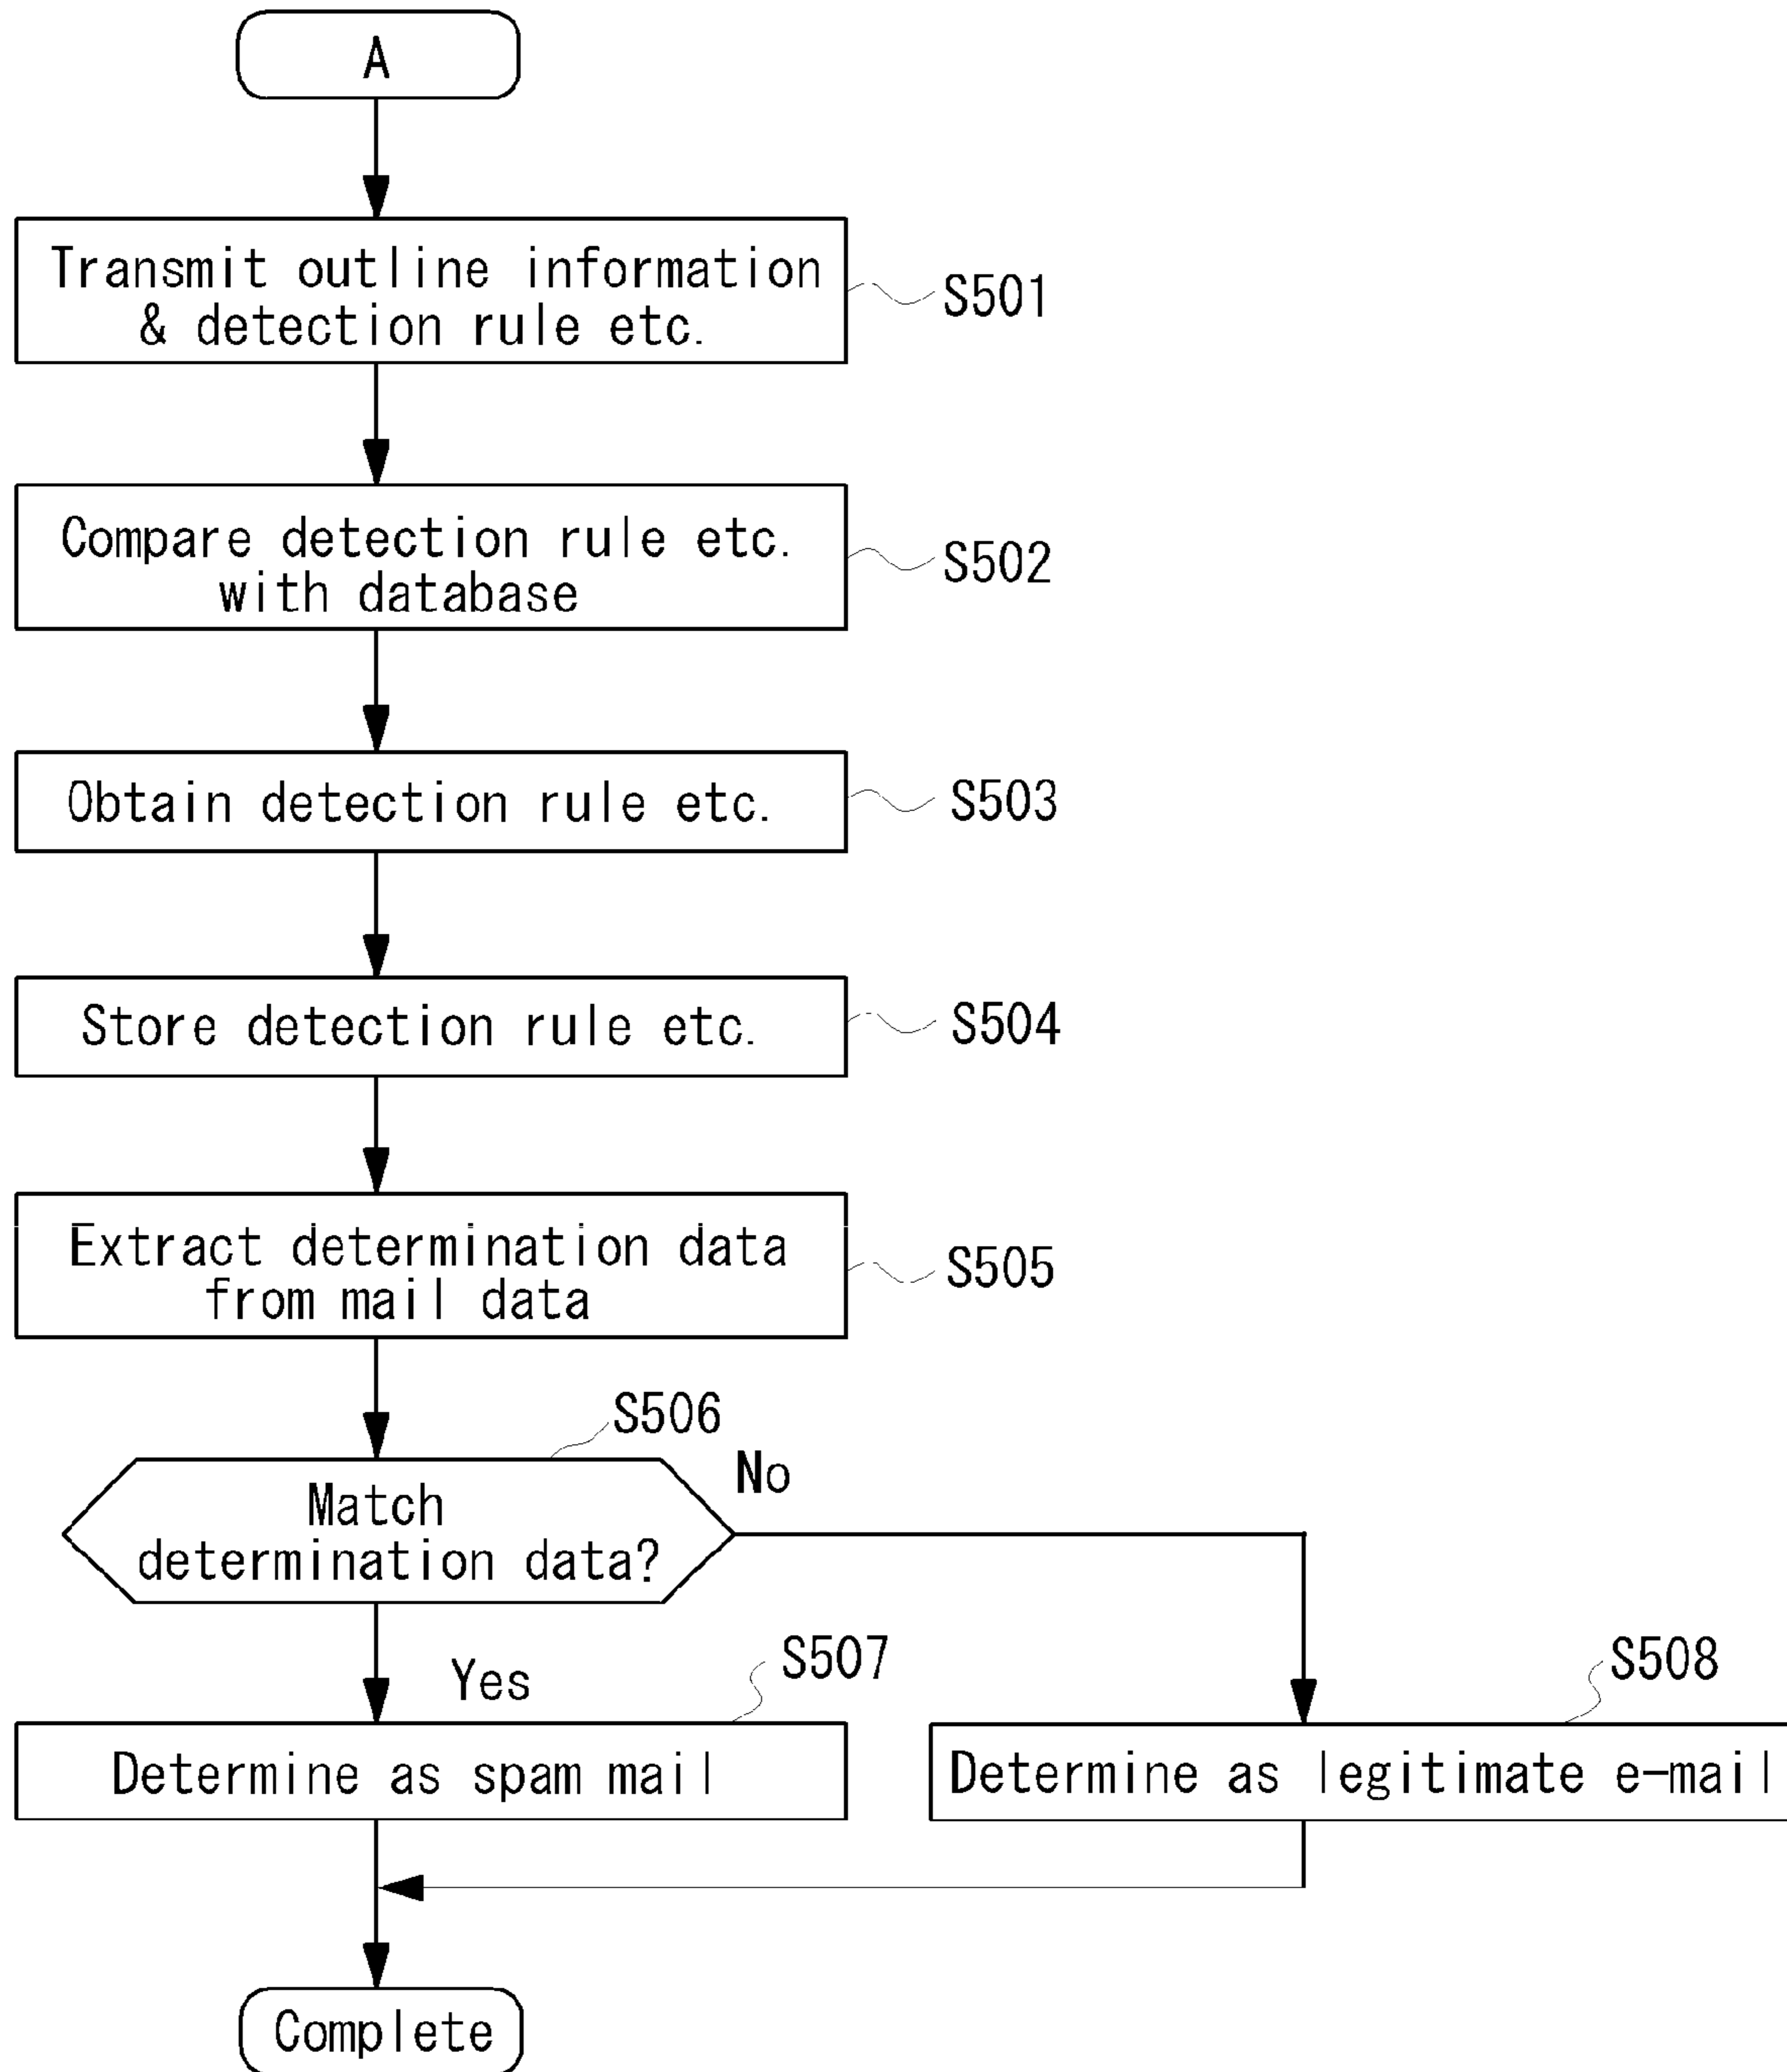 A
Transmit outline information
& detection rule etc.
S501
Compare detection rule etc.
with database
S502
Obtain detection rule etc.
S503
Store detection rule etc.
S504
Extract determination data
from mail data
S505
S506
No
Match
determination data?
Yes
S507
S508
Determine as spam mail
Determine as legitimate e-mail
Complete